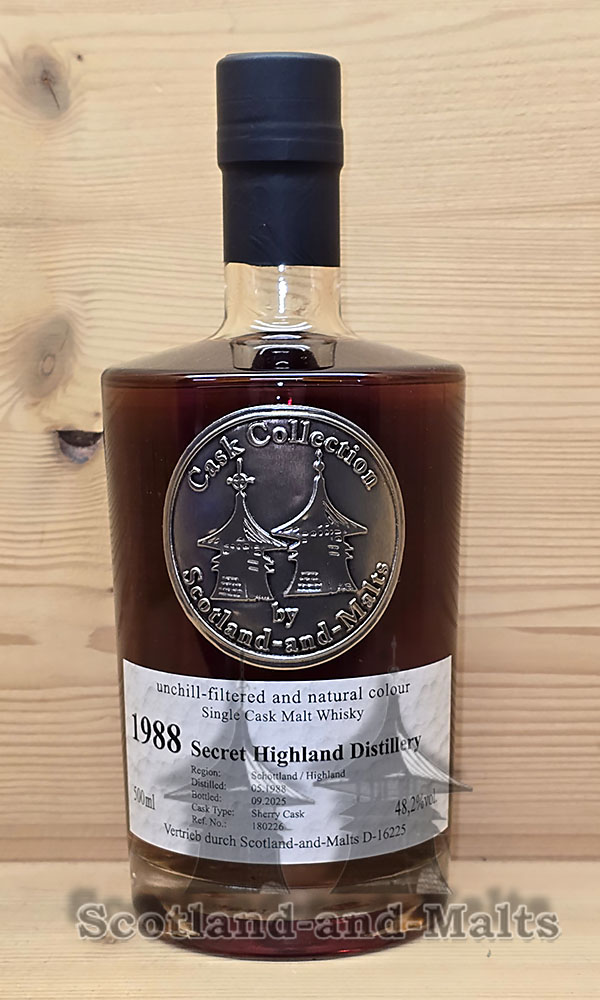 Cask Collection
by
Scotland-and-Malts
unchill-filtered and natural colour
Single Cask Malt Whisky
1988 Secret Highland Distillery
Region: Schottland / Highland
Distilled: 05.1988
Bottled: 09.2025
Cask Type: Sherry Cask
Ref. No.: 180226
500ml
48,2%vol.
Vertrieb durch Scotland-and-Malts D-16225
Scotland-and-Malts